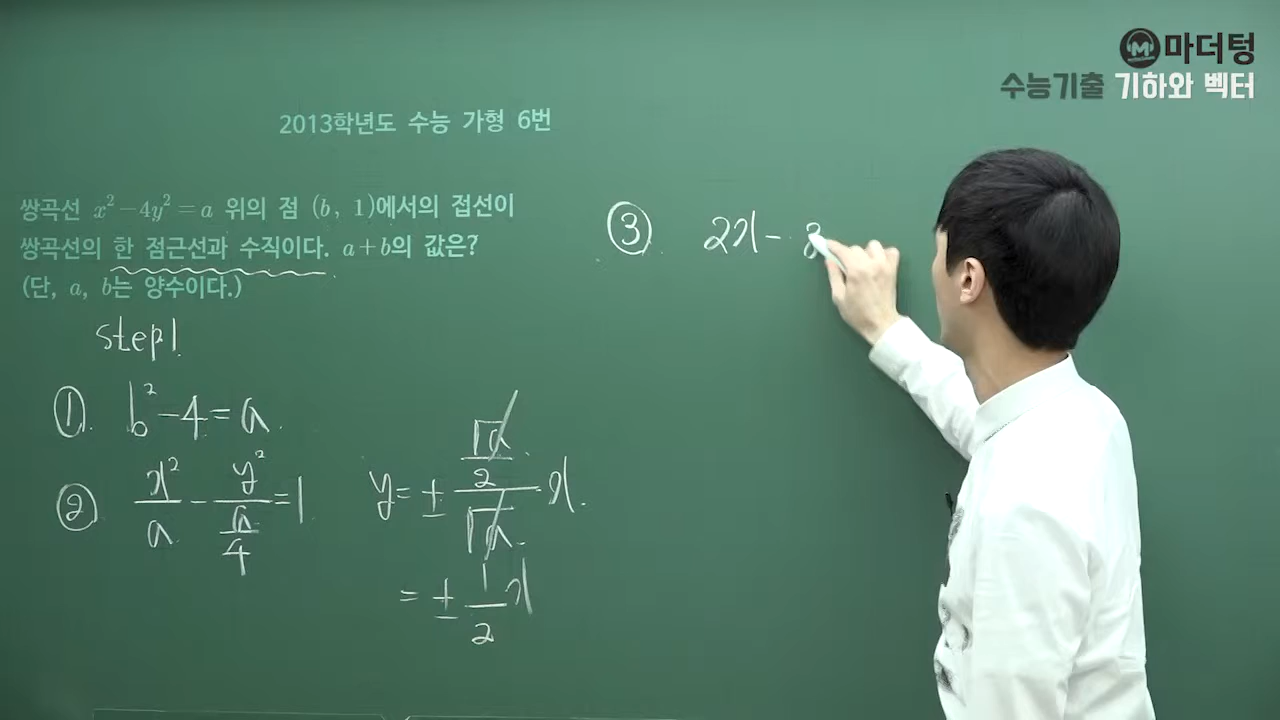 마더텅
수능기출 기하와 벡터
2013학년도 수능 가형 6번
쌍곡선 x²-4y²=a 위의 점 (b, 1)에서의 접선이
쌍곡선의 한 점근선과 수직이다. a+b의 값은?
(단, a, b는 양수이다.)
step1.
① b²-4=a.
② x²/a - y²/(a/4) = 1
y= ± (√a/2)/√a · x.
= ± 1/2 x
③ 2x - 8